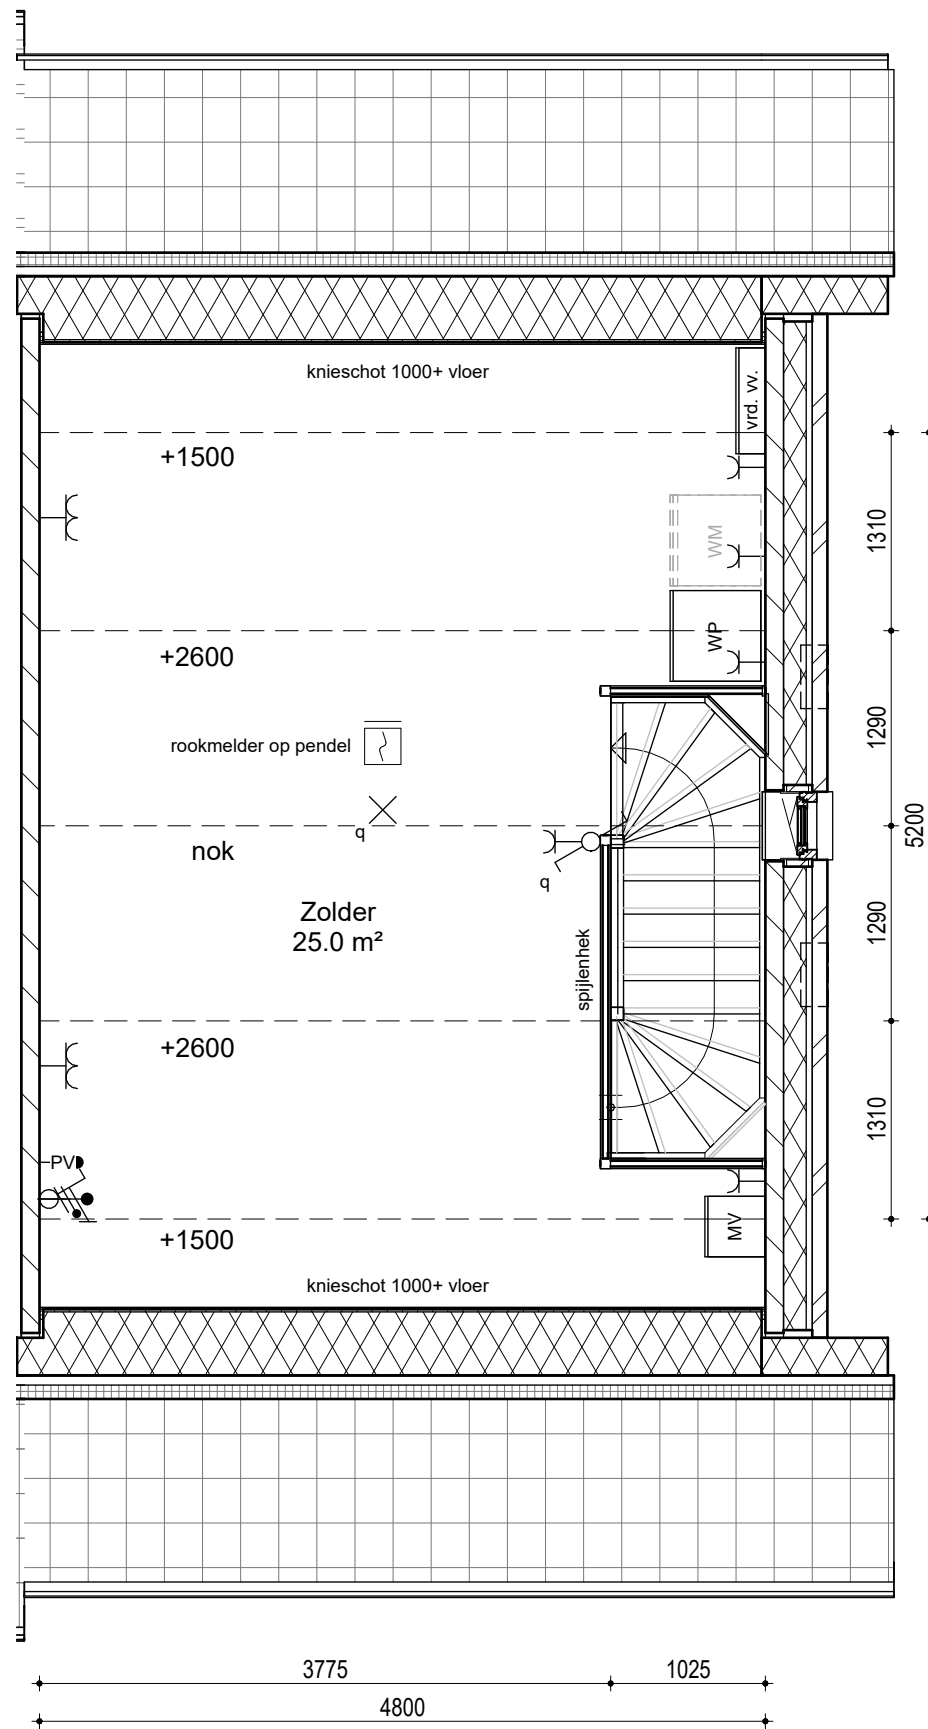 knieschot 1000+ vloer
vrd. vv.
+1500
1310
WM
WP
+2600
1290
rookmelder op pendel
q
nok
q
5200
Zolder
25.0 m²
spijlenhek
1290
+2600
1310
PV
MV
+1500
knieschot 1000+ vloer
3775
1025
4800